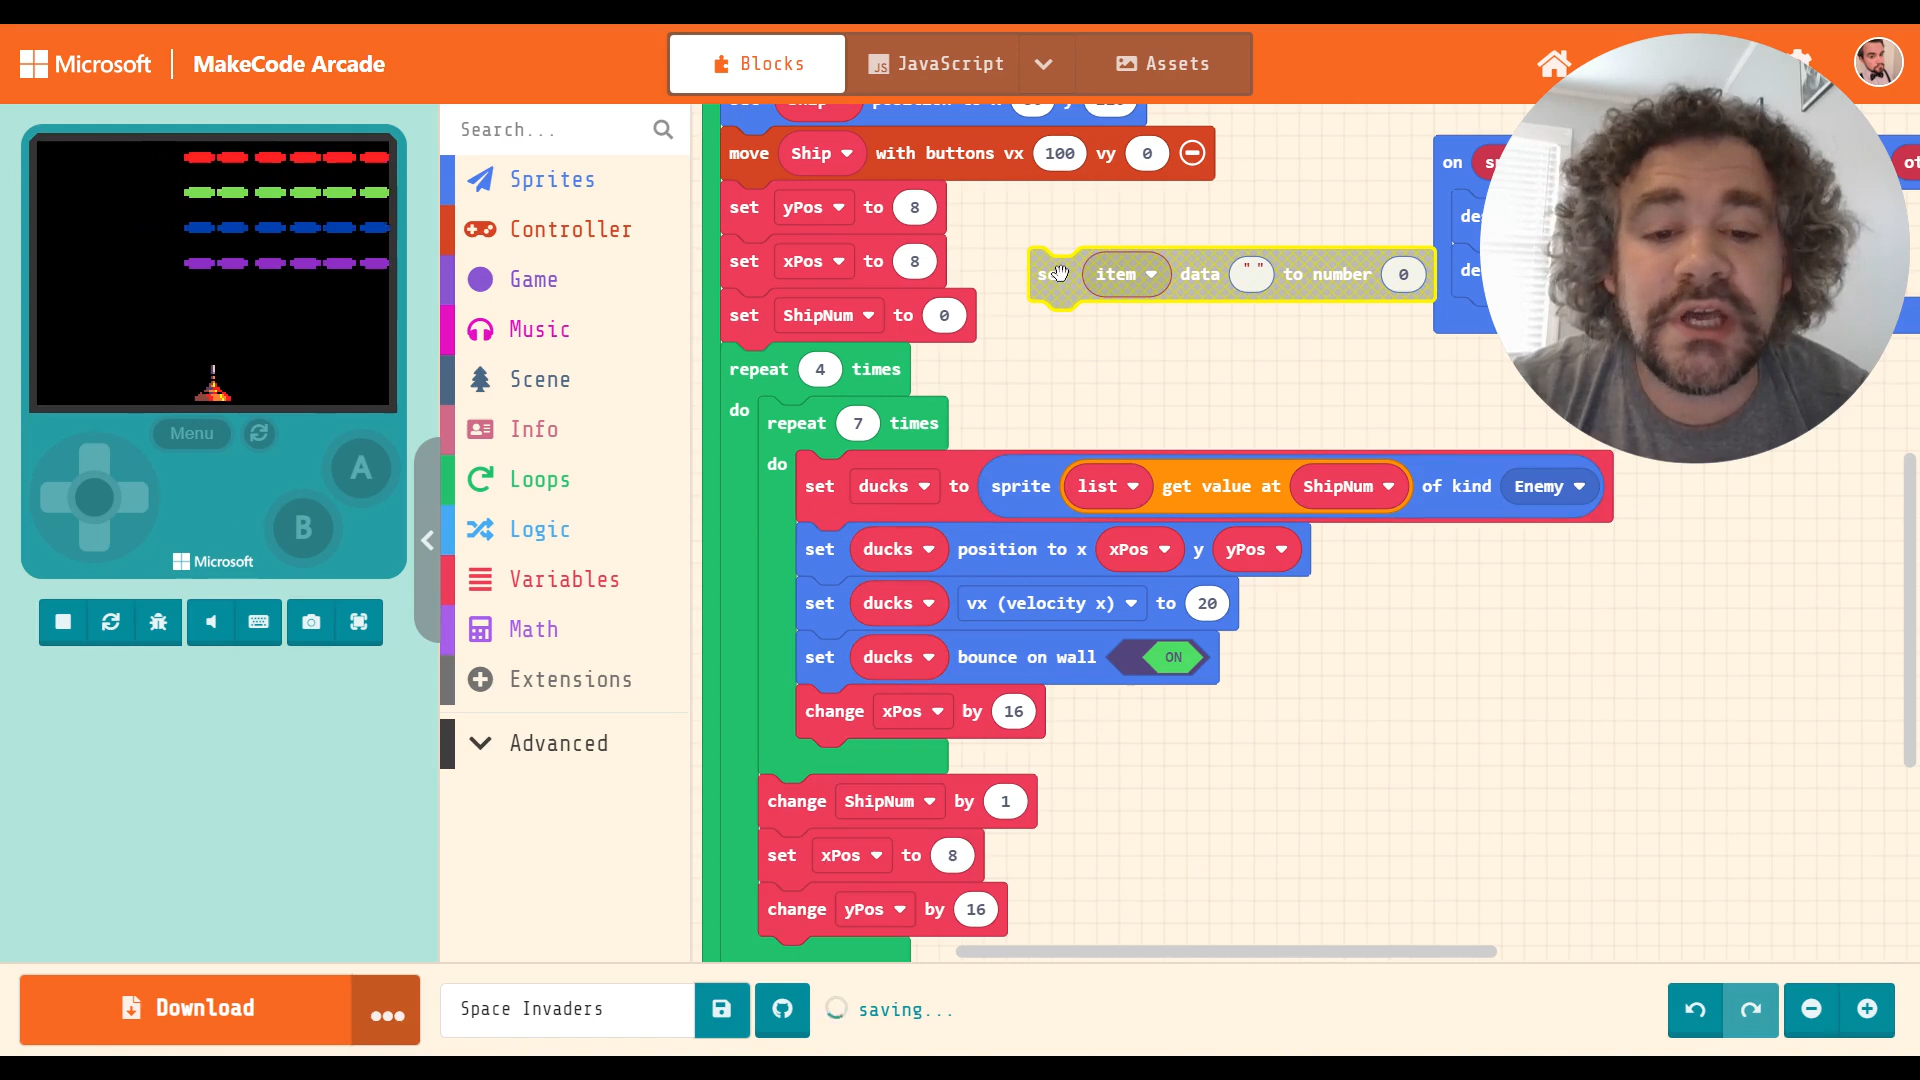 Microsoft
MakeCode Arcade
Blocks
JS
JavaScript
Assets
Search...
Sprites
Controller
Game
Music
Scene
Info
Loops
Logic
Variables
Math
Extensions
Advanced
Menu
A
B
Microsoft
move Ship with buttons vx 100 vy 0
set yPos to 8
set xPos to 8
set ShipNum to 0
item data " " to number 0
on
repeat 4 times
do repeat 7 times
do set ducks to sprite list get value at ShipNum of kind Enemy
set ducks position to x xPos y yPos
set ducks vx (velocity x) to 20
set ducks bounce on wall ON
change xPos by 16
change ShipNum by 1
set xPos to 8
change yPos by 16
Download
Space Invaders
saving...